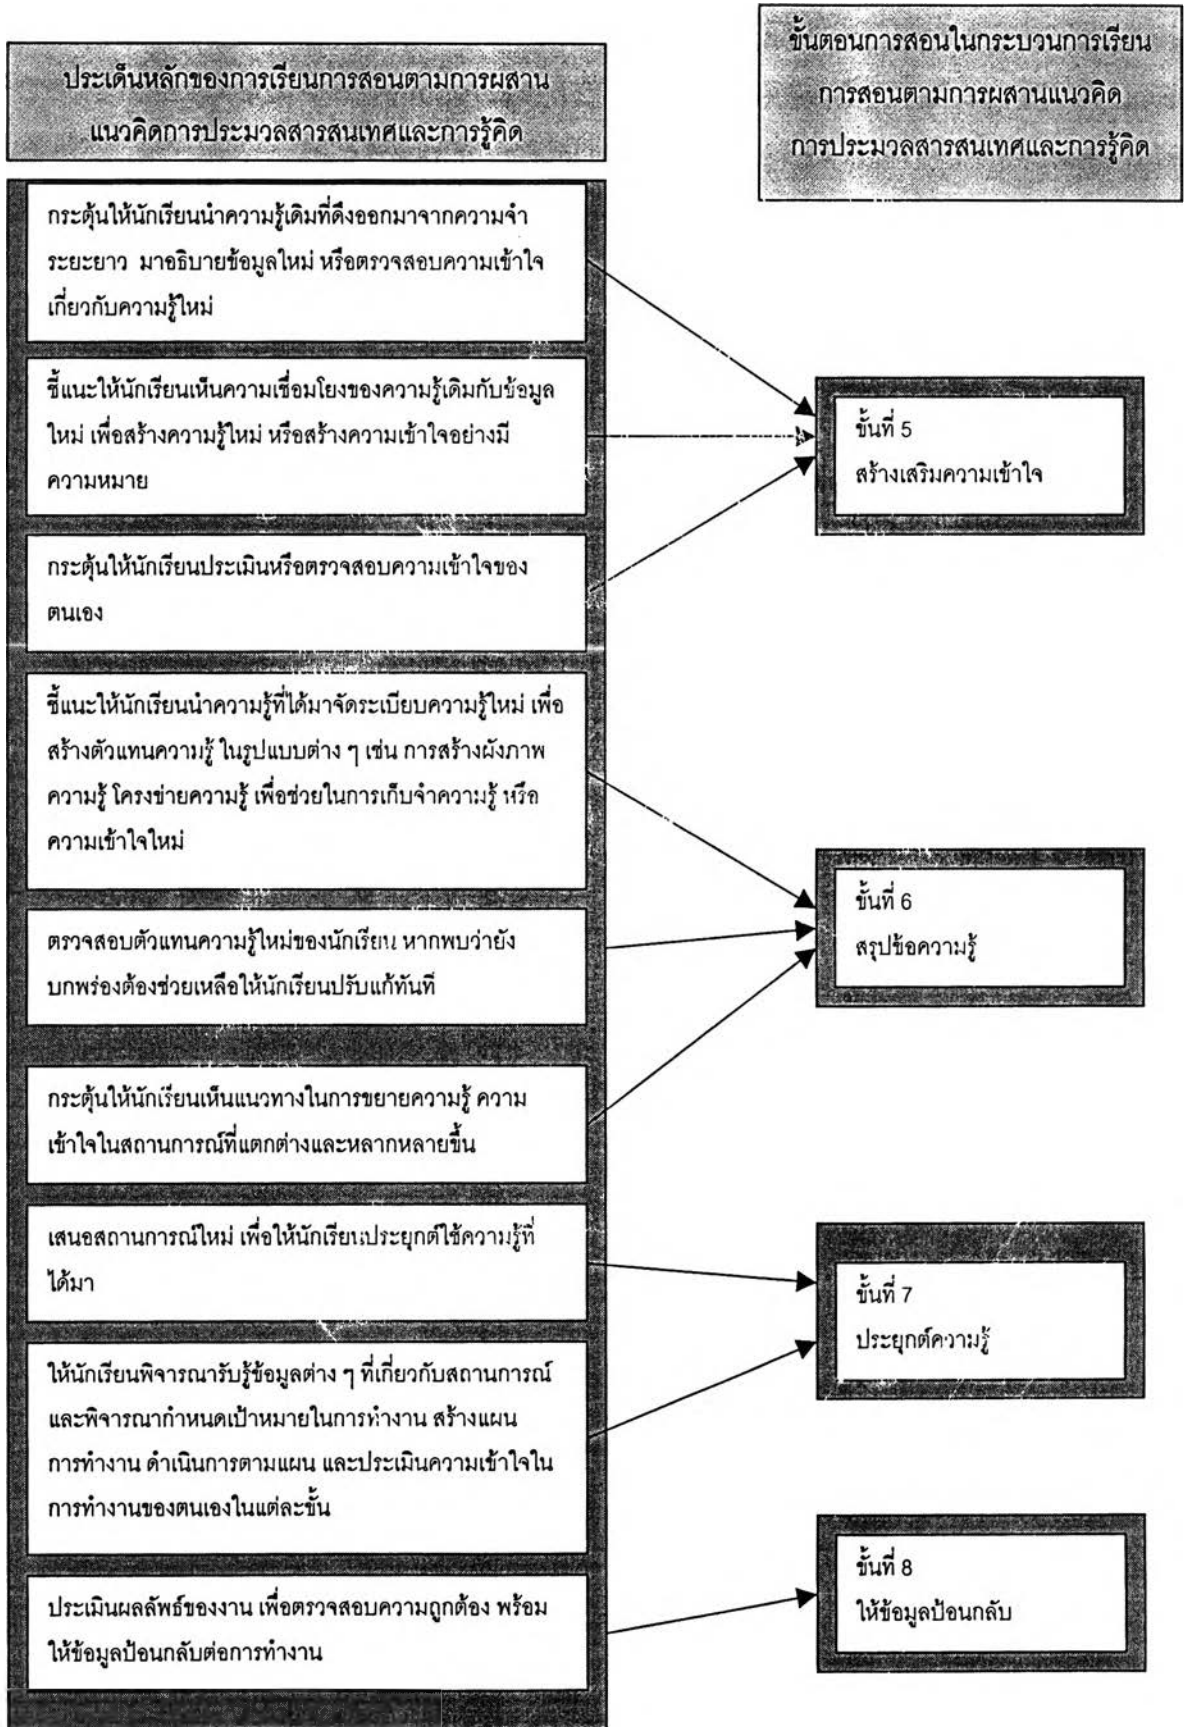 ประเด็นหลักของการเรียนการสอนตามการผสาน
แนวคิดการประมวลสารสนเทศและการรู้คิด
ขั้นตอนการสอนในกระบวนการเรียน
การสอนตามการผสานแนวคิด
การประมวลสารสนเทศและการรู้คิด
กระตุ้นให้นักเรียนนำความรู้เดิมที่ดึงออกมาจากความจำ
ระยะยาว มาอธิบายข้อมูลใหม่ หรือตรวจสอบความเข้าใจ
เกี่ยวกับความรู้ใหม่
ชี้แนะให้นักเรียนเห็นความเชื่อมโยงของความรู้เดิมกับข้อมูล
ใหม่ เพื่อสร้างความรู้ใหม่ หรือสร้างความเข้าใจอย่างมี
ความหมาย
กระตุ้นให้นักเรียนประเมินหรือตรวจสอบความเข้าใจของ
ตนเอง
ขั้นที่ 5
สร้างเสริมความเข้าใจ
ชี้แนะให้นักเรียนนำความรู้ที่ได้มาจัดระเบียบความรู้ใหม่ เพื่อ
สร้างตัวแทนความรู้ ในรูปแบบต่าง ๆ เช่น การสร้างผังภาพ
ความรู้ โครงข่ายความรู้ เพื่อช่วยในการเก็บจำความรู้ หรือ
ความเข้าใจใหม่
ตรวจสอบตัวแทนความรู้ใหม่ของนักเรียน หากพบว่ายัง
บกพร่องต้องช่วยเหลือให้นักเรียนปรับแก้ทันที
กระตุ้นให้นักเรียนเห็นแนวทางในการขยายความรู้ ความ
เข้าใจในสถานการณ์ที่แตกต่างและหลากหลายขึ้น
ขั้นที่ 6
สรุปข้อความรู้
เสนอสถานการณ์ใหม่ เพื่อให้นักเรียนประยุกต์ใช้ความรู้ที่
ได้มา
ให้นักเรียนพิจารณารับรู้ข้อมูลต่าง ๆ ที่เกี่ยวกับสถานการณ์
และพิจารณากำหนดเป้าหมายในการทำงาน สร้างแผน
การทำงาน ดำเนินการตามแผน และประเมินความเข้าใจใน
การทำงานของตนเองในแต่ละขั้น
ขั้นที่ 7
ประยุกต์ความรู้
ประเมินผลลัพธ์ของงาน เพื่อตรวจสอบความถูกต้อง พร้อม
ให้ข้อมูลป้อนกลับต่อการทำงาน
ขั้นที่ 8
ให้ข้อมูลป้อนกลับ